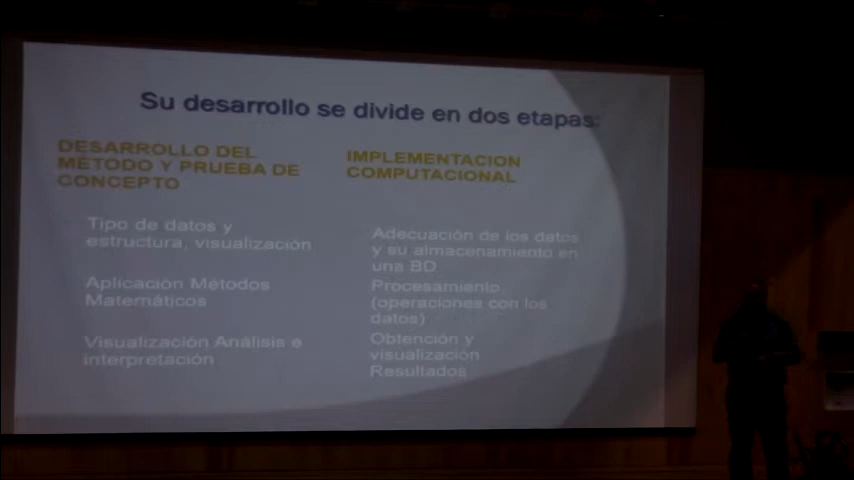 Su desarrollo se divide en dos etapas:
DESARROLLO DEL
METODO Y PRUEBA DE
CONCEPTO
Tipo de datos y
estructura, visualización
Aplicación Métodos
Matemáticos
Visualización Análisis e
interpretación
IMPLEMENTACION
COMPUTACIONAL
Adecuación de los datos
y su almacenamiento en
una BD
Procesamiento
(operaciones con los
datos)
Obtención y
visualización
Resultados